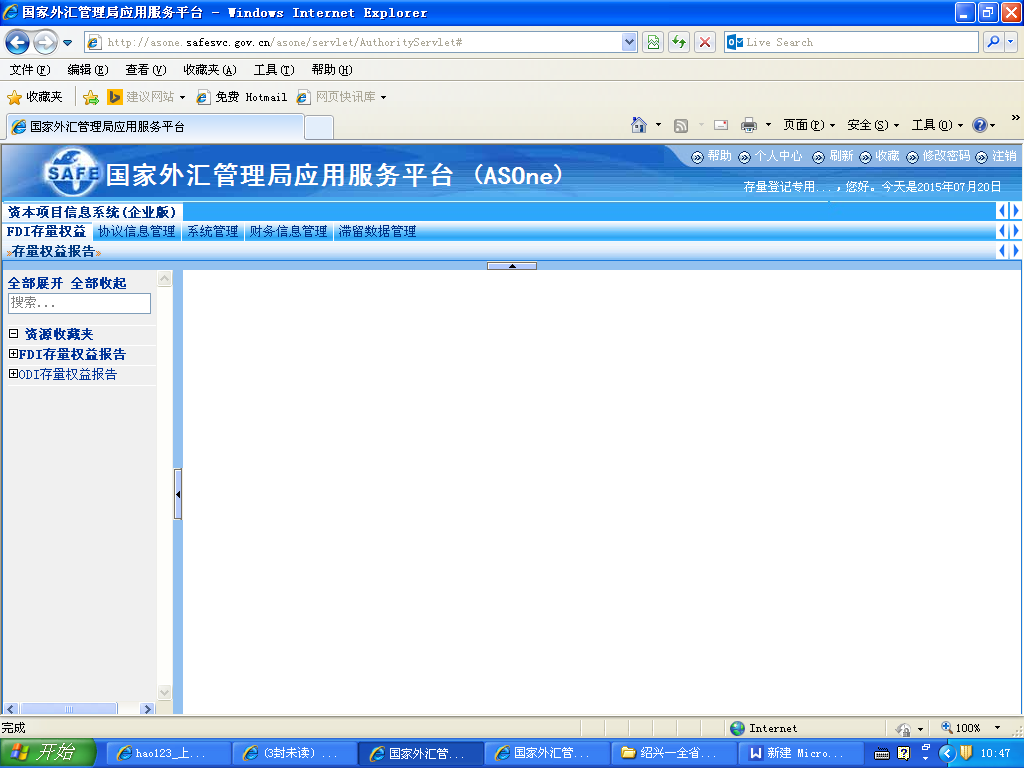 国家外汇管理局应用服务平台 - Windows Internet Explorer
http://asone.safesvc.gov.cn/asone/servlet/AuthorityServlet#
Live Search
文件(F) 编辑(E) 查看(V) 收藏夹(A) 工具(T) 帮助(H)
收藏夹 建议网站 免费 Hotmail 网页快讯库
国家外汇管理局应用服务平台
页面(P) 安全(S) 工具(O) »
SAFE 国家外汇管理局应用服务平台 (ASOne)
帮助 个人中心 刷新 收藏 修改密码 注销
存量登记专用...，您好。今天是2015年07月20日
资本项目信息系统(企业版)
FDI存量权益 协议信息管理 系统管理 财务信息管理 滞留数据管理
»存量权益报告»
全部展开 全部收起
搜索...
资源收藏夹
FDI存量权益报告
ODI存量权益报告
完成
Internet
100%
开始
hao123_上...
(3封未读) ...
国家外汇管...
国家外汇管...
绍兴一全省...
新建 Micro...
10:47